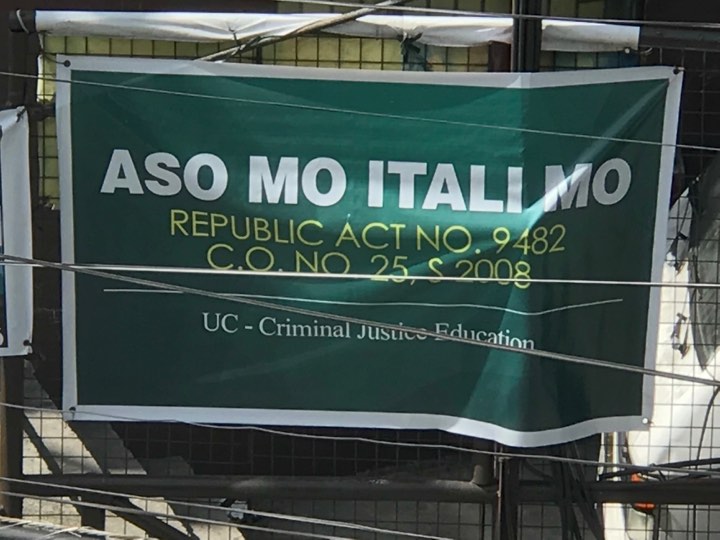 ASO MO ITALI MO
REPUBLIC ACT NO. 9482
C.O. NO. 25, S 2008
UC - Criminal Justice Education